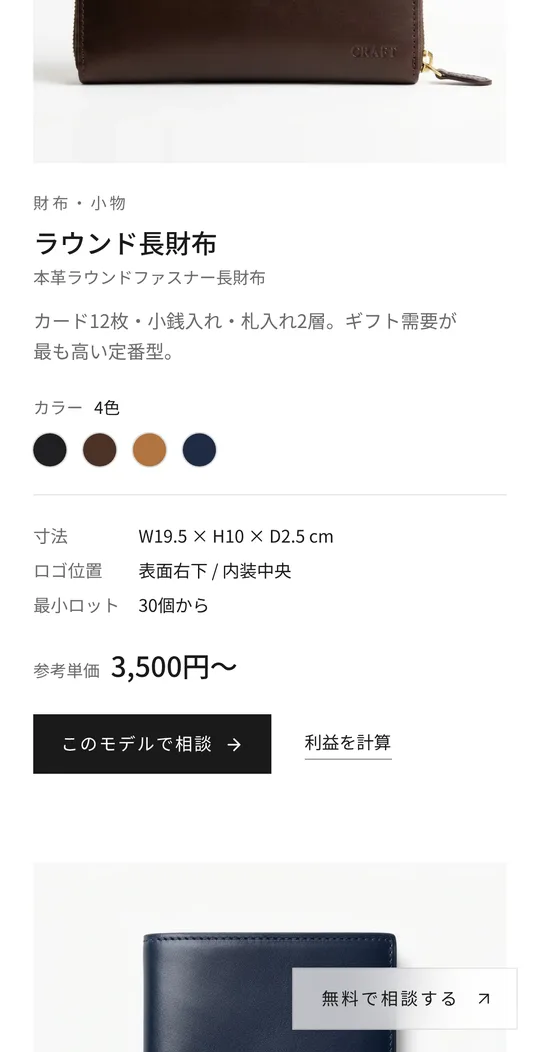 CRAFT
財布・小物
ラウンド長財布
本革ラウンドファスナー長財布
カード12枚・小銭入れ・札入れ2層。ギフト需要が
最も高い定番型。
カラー 4色
寸法 W19.5 × H10 × D2.5 cm
ロゴ位置 表面右下 / 内装中央
最小ロット 30個から
参考単価 3,500円〜
このモデルで相談 →
利益を計算
無料で相談する ↗